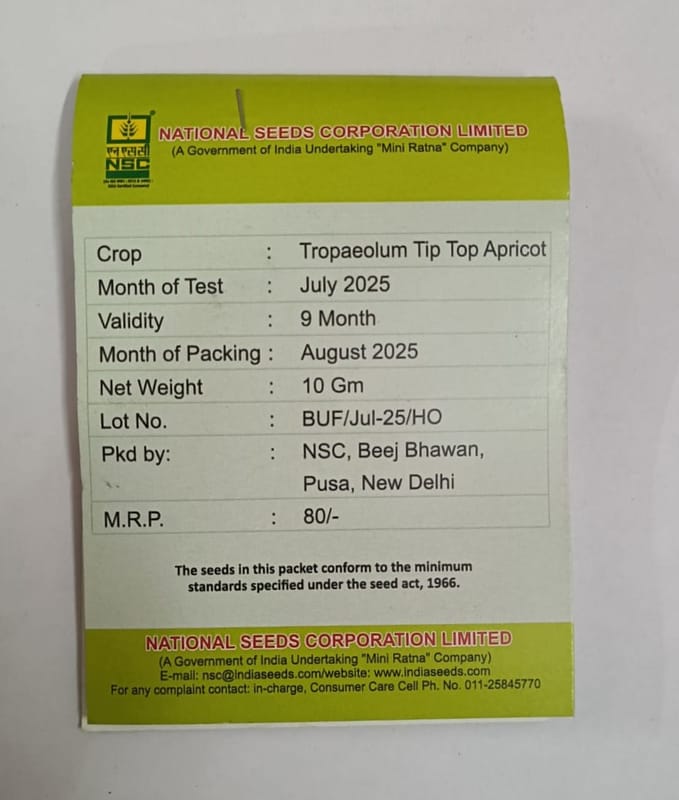 एन एस सी
NSC
NATIONAL SEEDS CORPORATION LIMITED
(A Government of India Undertaking "Mini Ratna" Company)
Crop : Tropaeolum Tip Top Apricot
Month of Test : July 2025
Validity : 9 Month
Month of Packing : August 2025
Net Weight : 10 Gm
Lot No. : BUF/Jul-25/HO
Pkd by: : NSC, Beej Bhawan,
Pusa, New Delhi
M.R.P. : 80/-
The seeds in this packet conform to the minimum
standards specified under the seed act, 1966.
NATIONAL SEEDS CORPORATION LIMITED
(A Government of India Undertaking "Mini Ratna" Company)
E-mail: nsc@indiaseeds.com/website: www.indiaseeds.com
For any complaint contact: in-charge, Consumer Care Cell Ph. No. 011-25845770